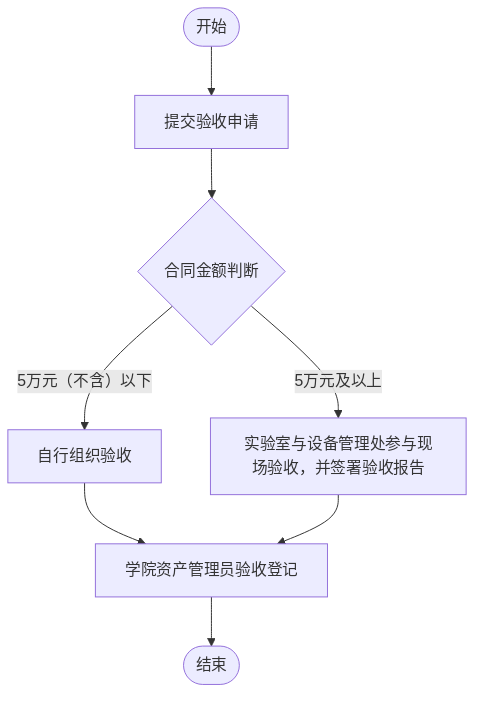 开始
提交验收申请
合同金额判断
5万元（不含）以下
5万元及以上
自行组织验收
实验室与设备管理处参与现
场验收，并签署验收报告
学院资产管理员验收登记
结束